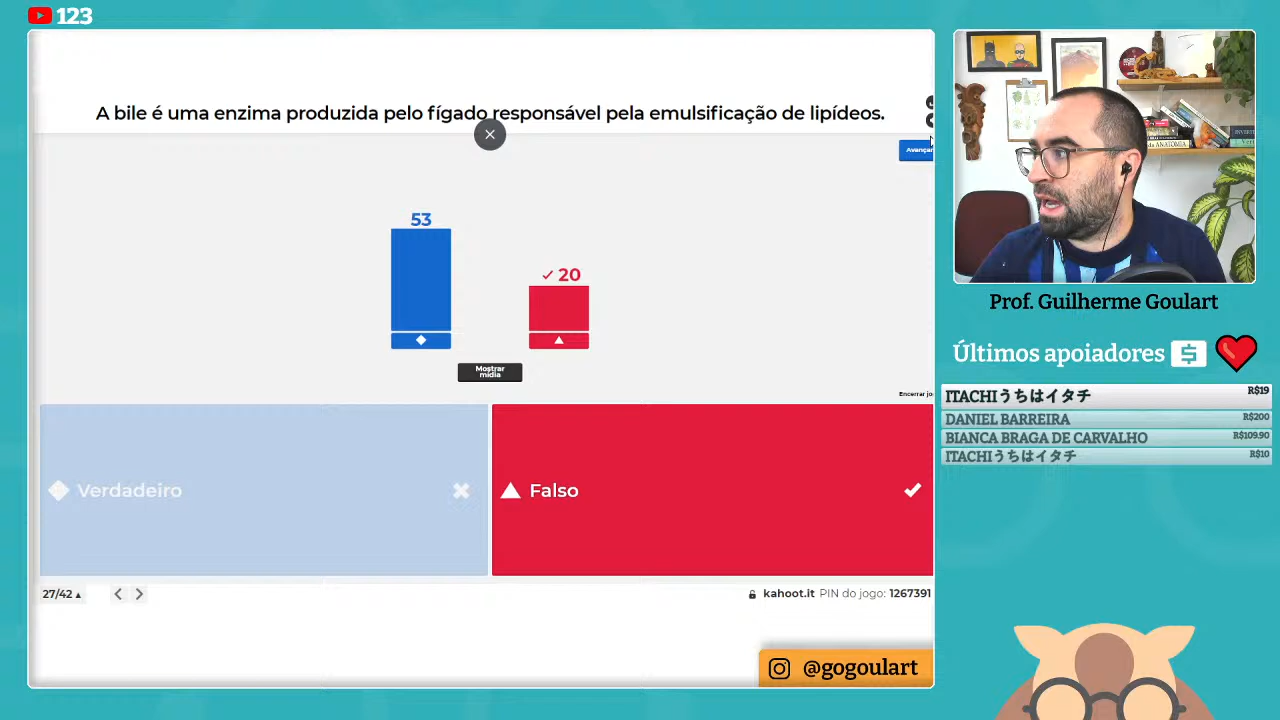 123
A bile é uma enzima produzida pelo fígado responsável pela emulsificação de lipídeos.
Avançar
53
20
Mostrar
mídia
Encerrar jo
Verdadeiro
Falso
27/42
kahoot.it PIN do jogo: 1267391
@gogoulart
Prof. Guilherme Goulart
Últimos apoiadores
ITACHIうちはイタチ R$19
DANIEL BARREIRA R$200
BIANCA BRAGA DE CARVALHO R$109.90
ITACHIうちはイタチ R$10